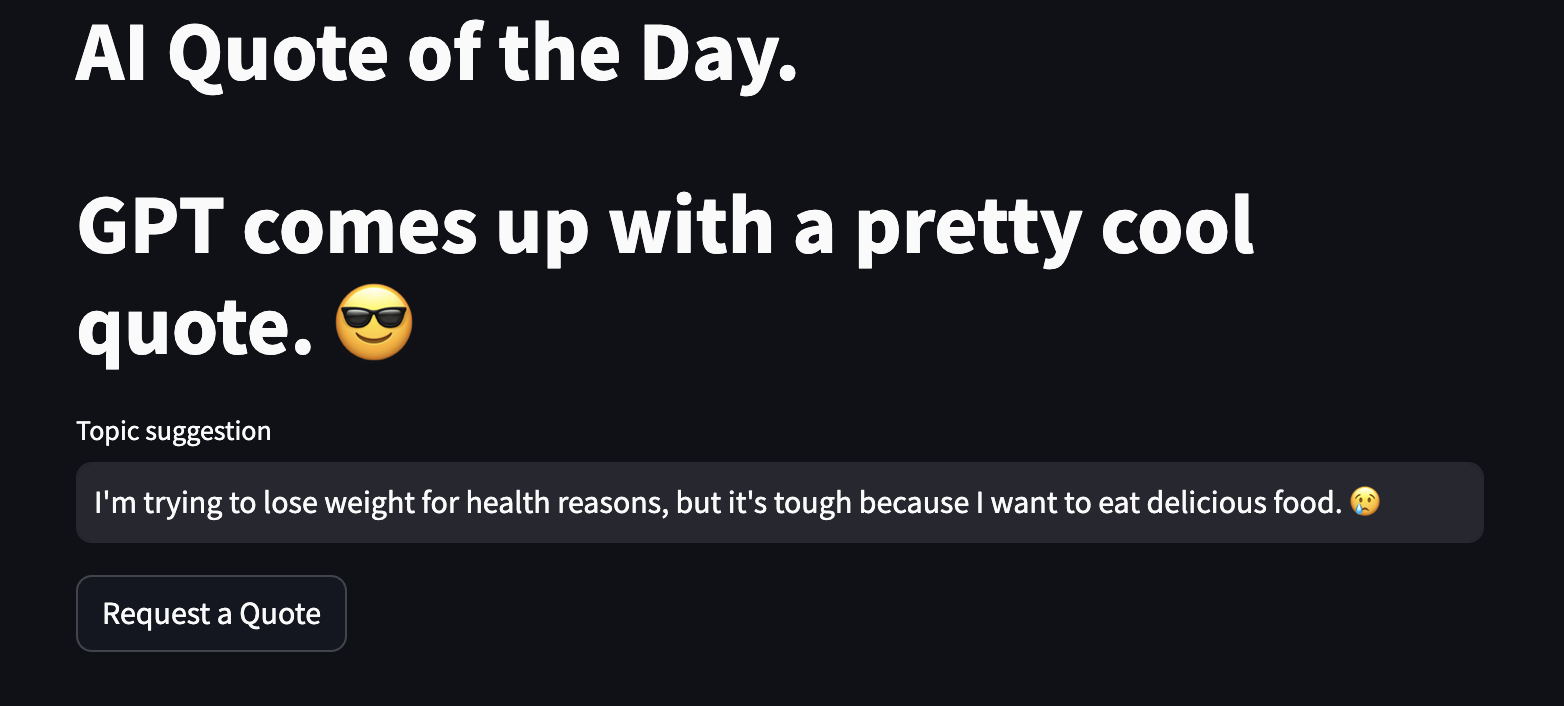 AI Quote of the Day.
GPT comes up with a pretty cool
quote. 😎
Topic suggestion
I'm trying to lose weight for health reasons, but it's tough because I want to eat delicious food. 😢
Request a Quote